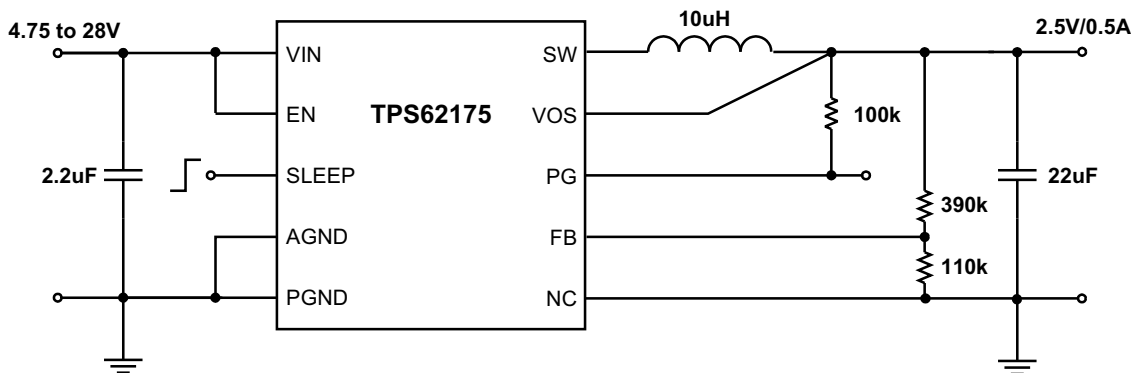 4.75 to 28V
10uH
2.5V/0.5A
VIN
SW
EN
TPS62175
VOS
100k
2.2uF
SLEEP
PG
22uF
390k
AGND
FB
110k
PGND
NC